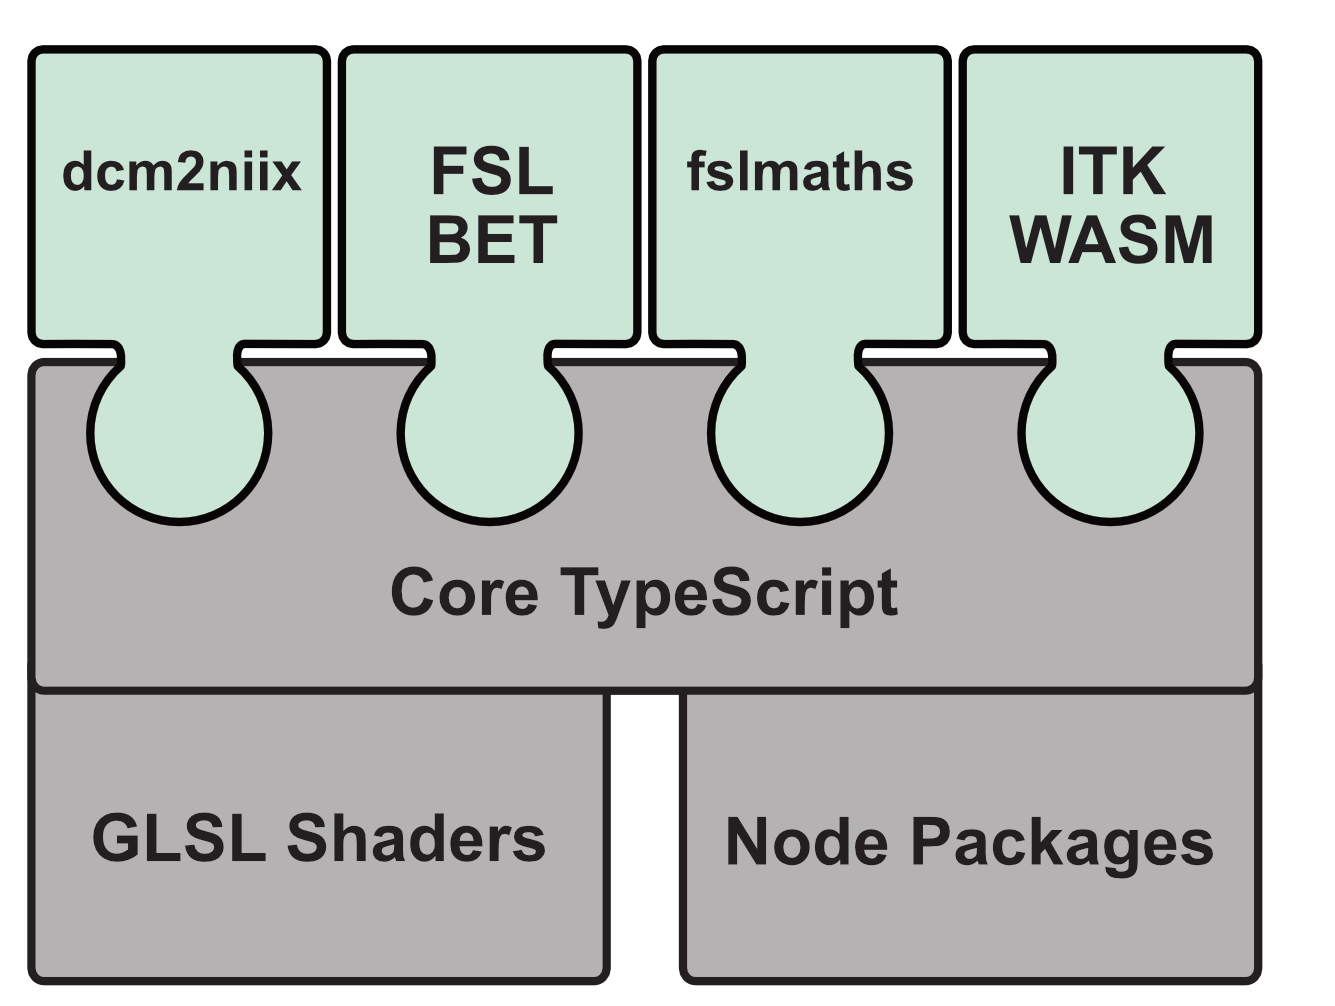 dcm2niix
FSL
BET
fslmaths
ITK
WASM
Core TypeScript
GLSL Shaders
Node Packages